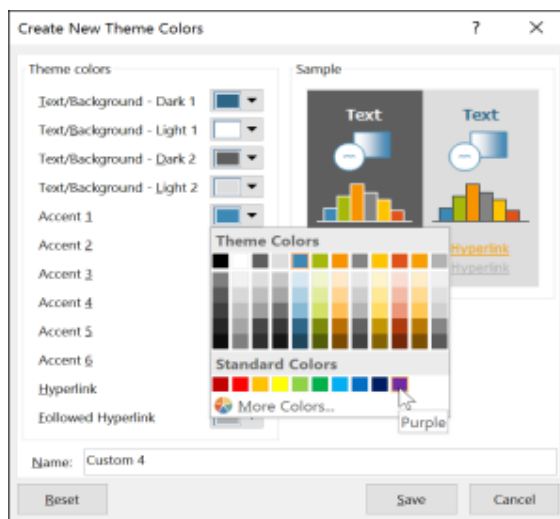 Create New Theme Colors
Theme colors
Text/Background - Dark 1
Text/Background - Light 1
Text/Background - Dark 2
Text/Background - Light 2
Accent 1
Accent 2
Accent 3
Accent 4
Accent 5
Accent 6
Hyperlink
Followed Hyperlink
Sample
Text Text
Hyperlink
Hyperlink
Theme Colors
Standard Colors
More Colors...
Purple
Name: Custom 4
Reset Save Cancel